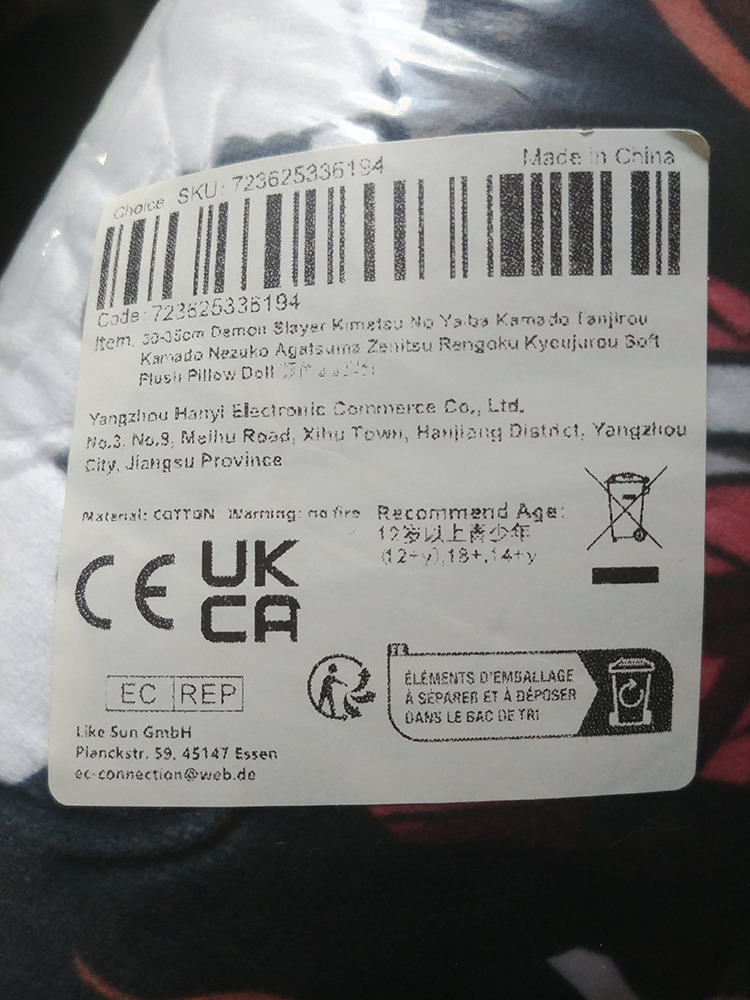 Choice SKU: 723625336194 Made in China
Code: 723625336194
Item: 30-35cm Demon Slayer Kimetsu No Yaiba Kamado Tanjirou
Kamado Nezuko Agatsuma Zenitsu Rengoku Kyoujurou Soft
Plush Pillow Doll
Yangzhou Hanyi Electronic Commerce Co., Ltd.
No.3, No.9, Meihu Road, Xihu Town, Hanjiang District, Yangzhou
City, Jiangsu Province
Material: COTTON Warning: no fire
Recommend Age:
12岁以上青少年
(12+y),18+,14+y
CE
UK
CA
EC REP
FR
ÉLÉMENTS D'EMBALLAGE
À SÉPARER ET À DÉPOSER
DANS LE BAC DE TRI
Like Sun GmbH
Planckstr. 59, 45147 Essen
ec-connection@web.de